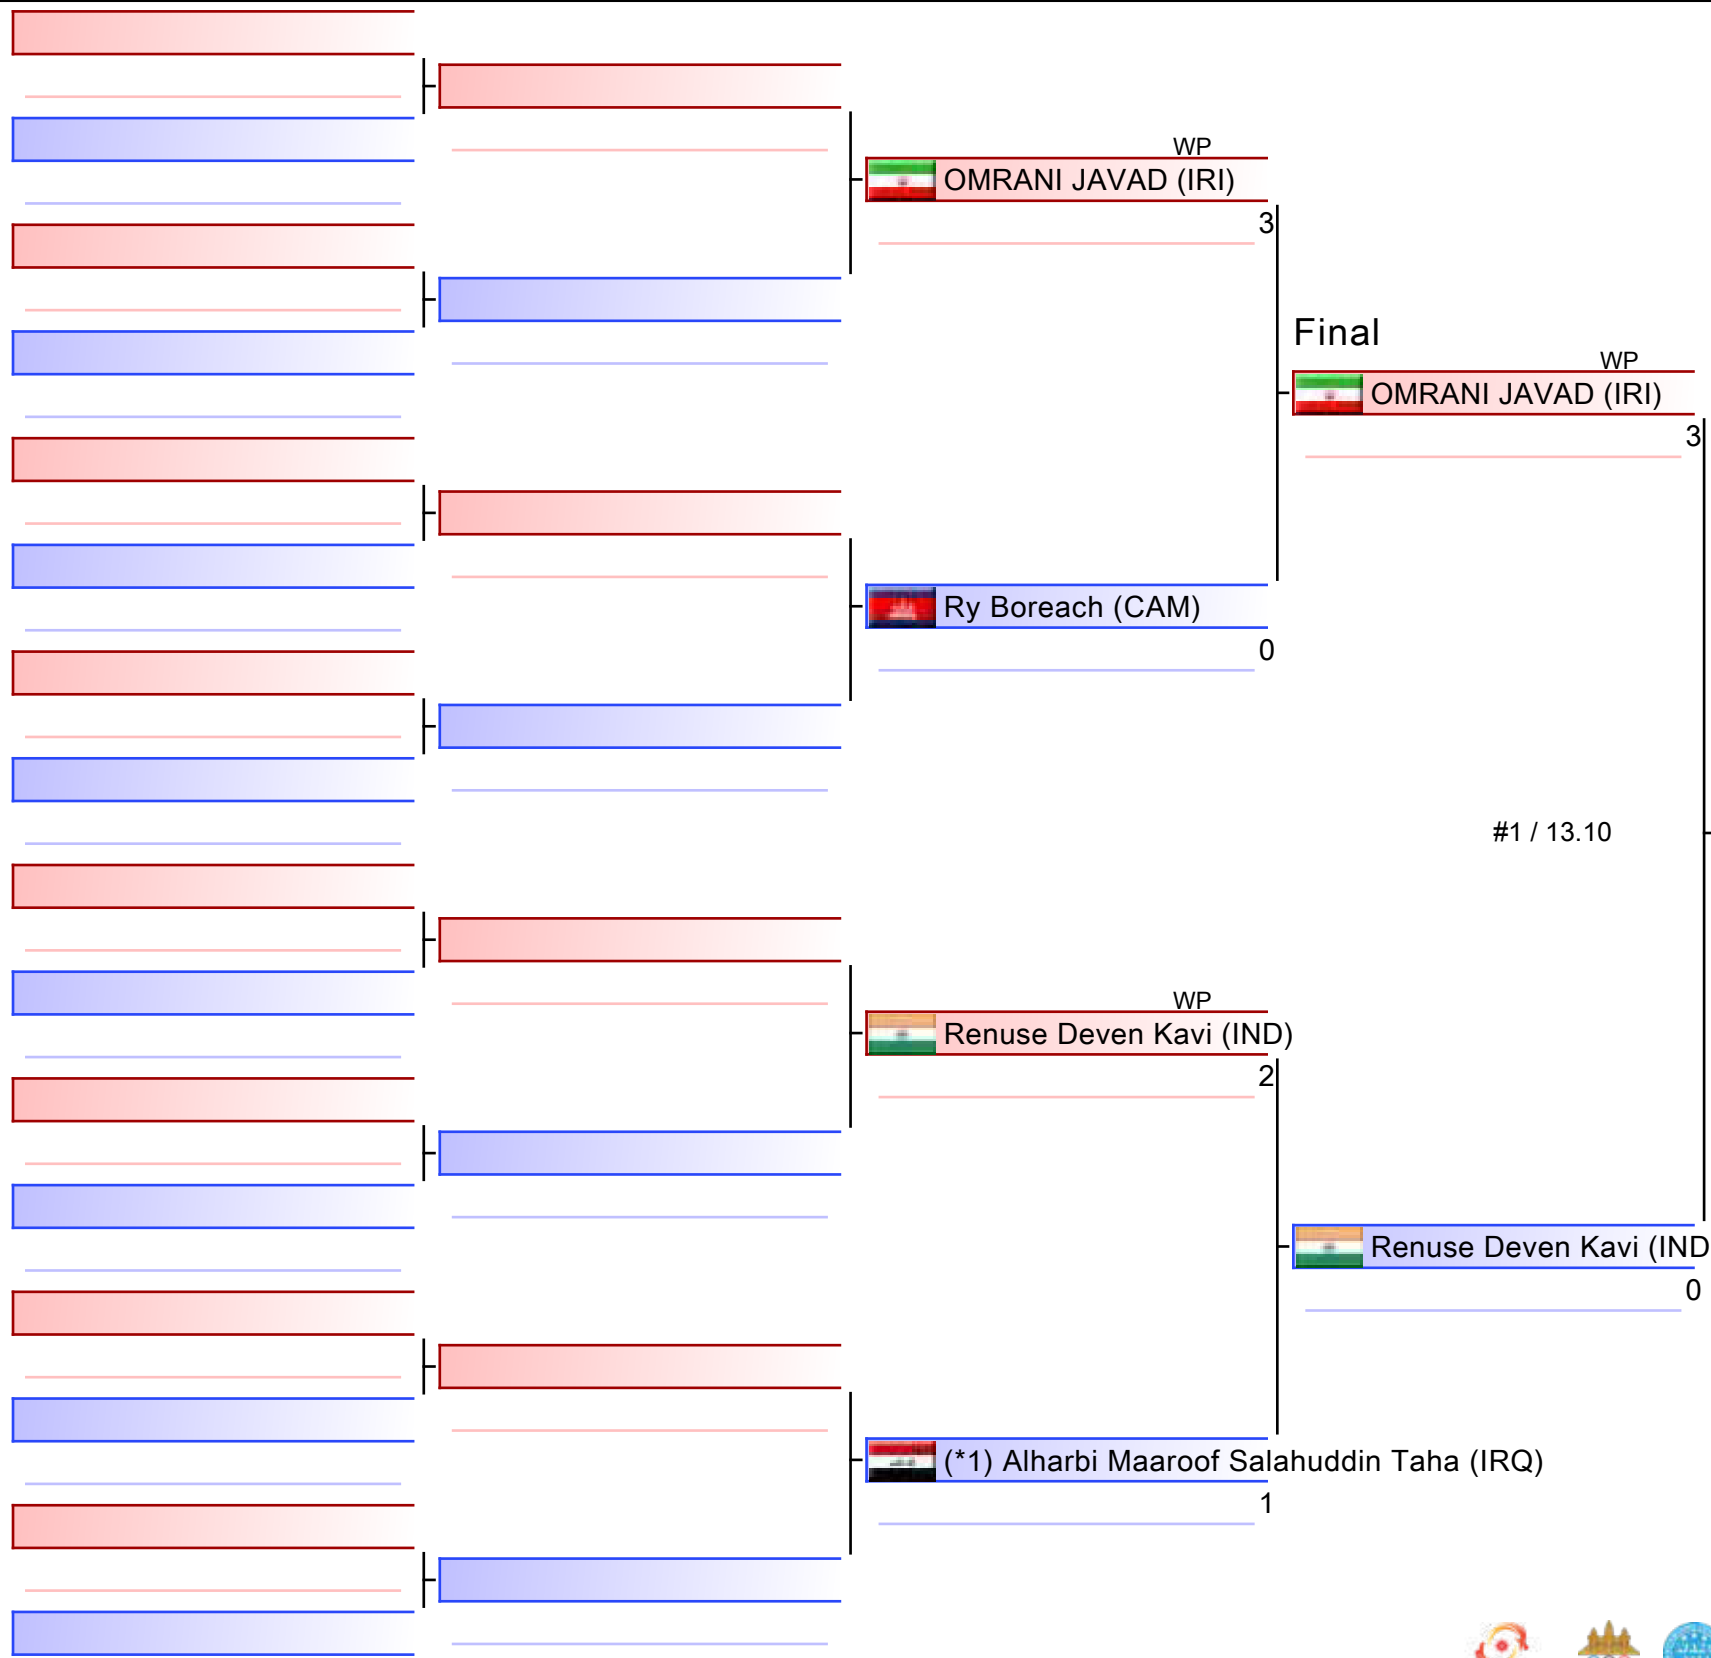 WP
OMRANI JAVAD (IRI)
3
Final
WP
OMRANI JAVAD (IRI)
3
Ry Boreach (CAM)
0
#1 / 13.10
WP
Renuse Deven Kavi (IND)
2
Renuse Deven Kavi (IND
0
(*1) Alharbi Maaroof Salahuddin Taha (IRQ)
1